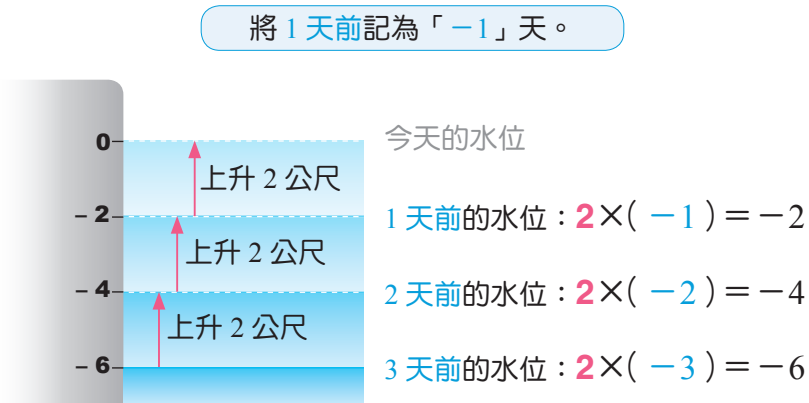 將 1 天前記為「−1」天。
0
今天的水位
上升 2 公尺
−2
1 天前的水位：2×( −1 )＝−2
上升 2 公尺
−4
2 天前的水位：2×( −2 )＝−4
上升 2 公尺
−6
3 天前的水位：2×( −3 )＝−6